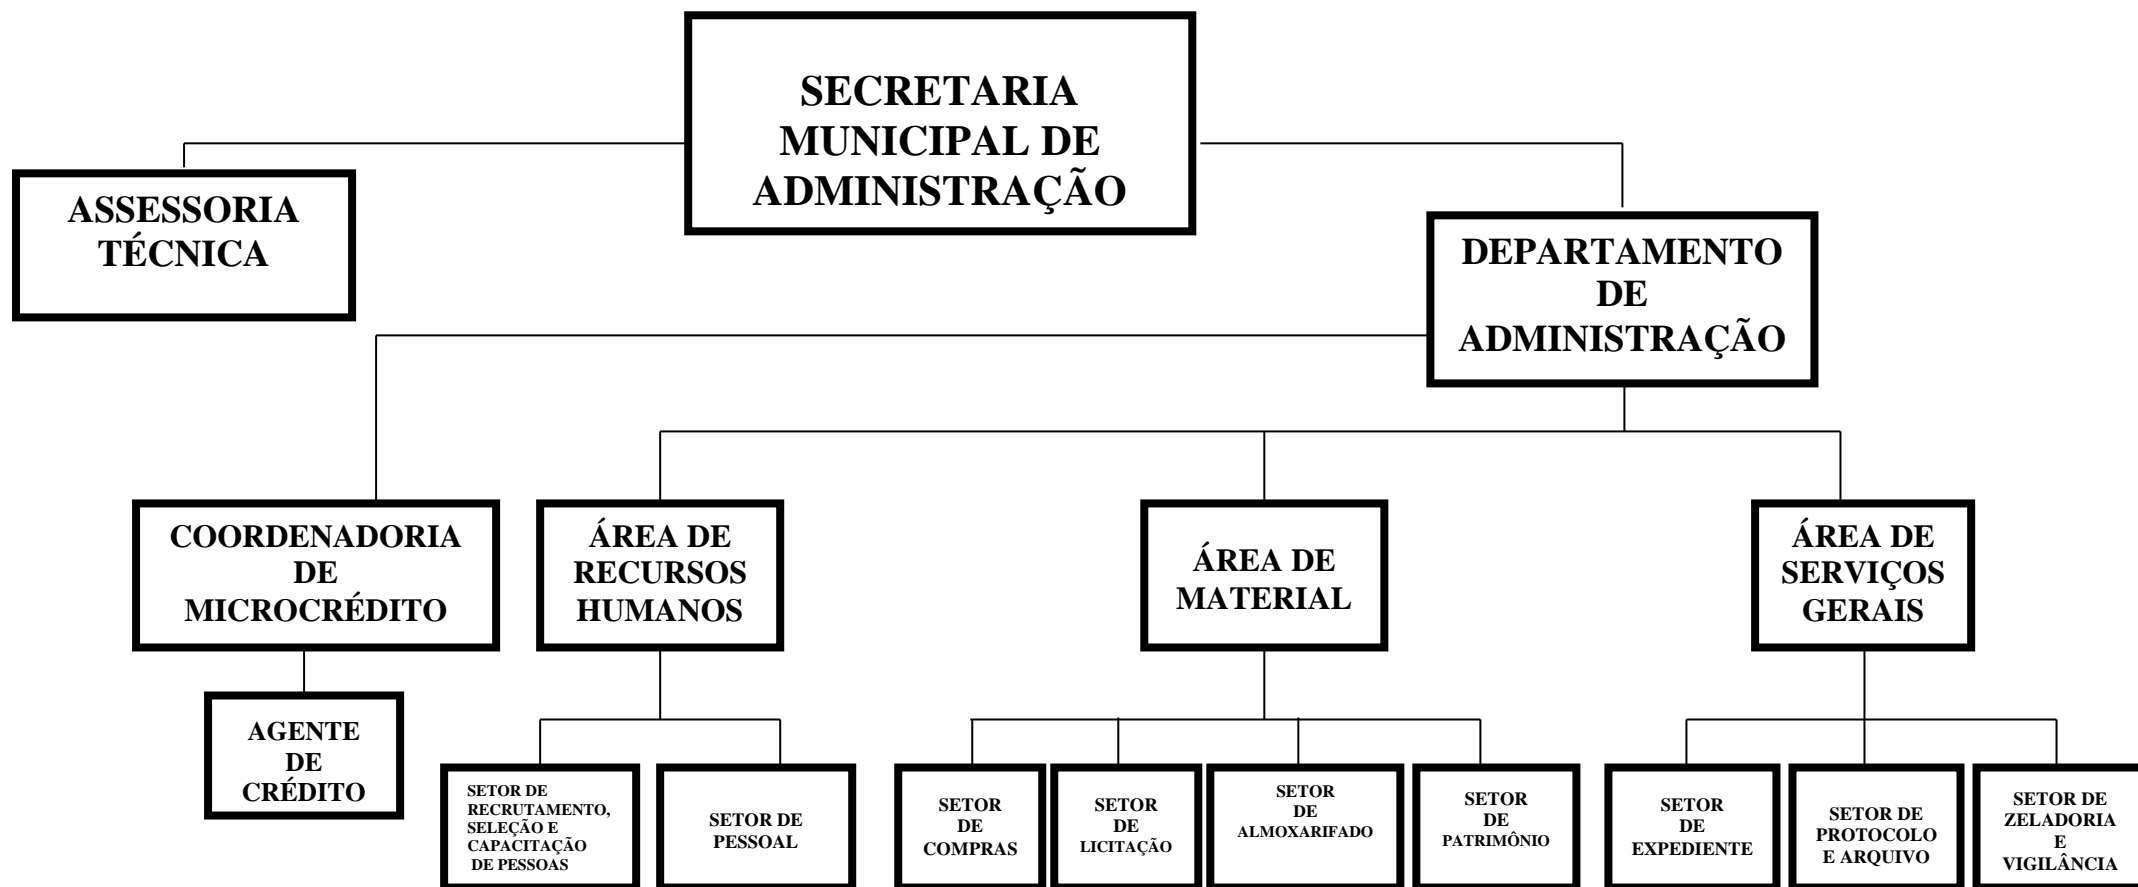 SECRETARIA
MUNICIPAL DE
ADMINISTRAÇÃO
ASSESSORIA
TÉCNICA
DEPARTAMENTO
DE
ADMINISTRAÇÃO
COORDENADORIA
DE
MICROCRÉDITO
ÁREA DE
RECURSOS
HUMANOS
ÁREA DE
MATERIAL
ÁREA DE
SERVIÇOS
GERAIS
AGENTE
DE
CRÉDITO
SETOR DE
RECRUTAMENTO,
SELEÇÃO E
CAPACITAÇÃO
DE PESSOAS
SETOR DE
PESSOAL
SETOR
DE
COMPRAS
SETOR
DE
LICITAÇÃO
SETOR
DE
ALMOXARIFADO
SETOR
DE
PATRIMÔNIO
SETOR
DE
EXPEDIENTE
SETOR DE
PROTOCOLO
E ARQUIVO
SETOR DE
ZELADORIA
E
VIGILÂNCIA